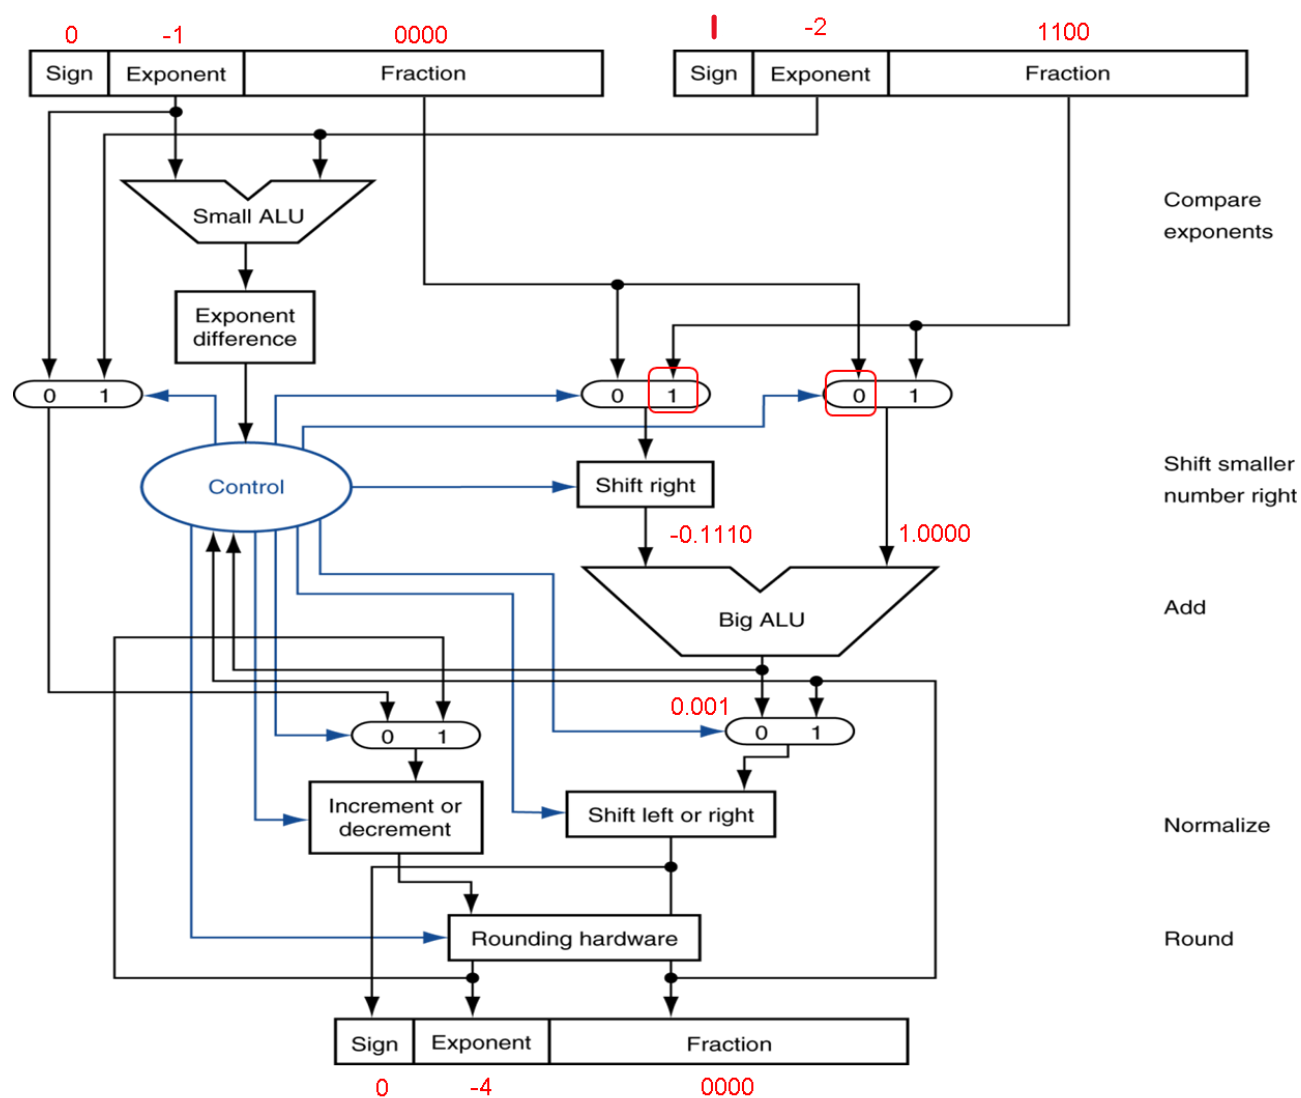 0 -1 0000 | -2 1100
Sign Exponent Fraction Sign Exponent Fraction
Compare
exponents
Small ALU
Exponent
difference
0 1 0 1 0 1
Shift smaller
number right
Control
Shift right
-0.1110 1.0000
Add
Big ALU
0.001
0 1 0 1
Increment or
decrement
Shift left or right
Normalize
Rounding hardware
Round
Sign Exponent Fraction
0 -4 0000